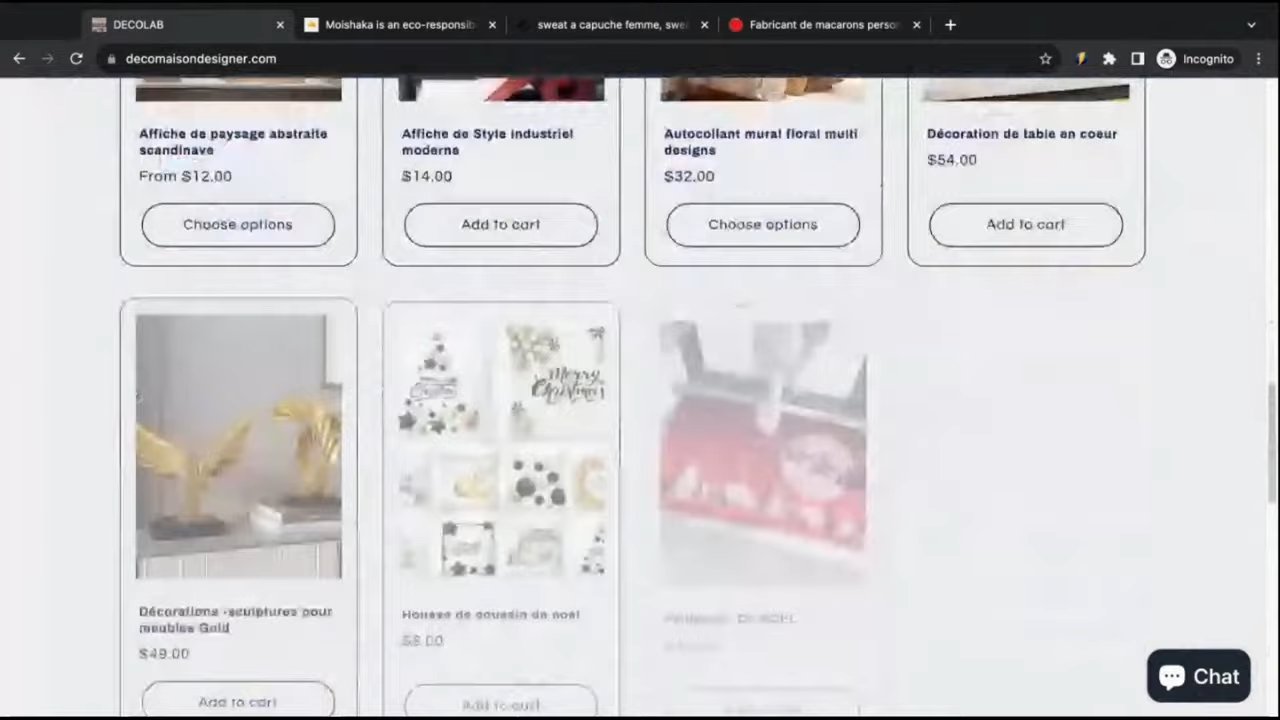 DECOLAB
Moishaka is an eco-responsib
sweat a capuche femme, swe
Fabricant de macarons perso
decomaisondesigner.com
Incognito
Affiche de paysage abstraite
scandinave
From $12.00
Choose options
Affiche de Style industriel
moderne
$14.00
Add to cart
Autocollant mural floral multi
designs
$32.00
Choose options
Décoration de table en coeur
$54.00
Add to cart
Merry
Christmas
Décorations -sculptures pour
meubles Gold
$49.00
Add to cart
Housse de coussin de noel
$8.00
Add to cart
Chat